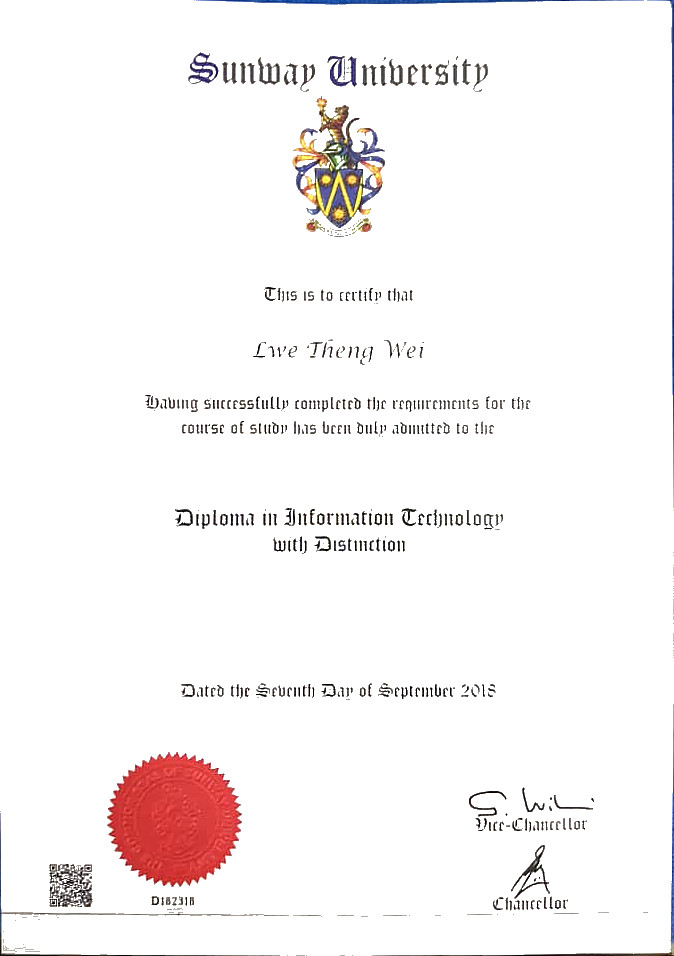 Sunway University
This is to certify that
Lwe Theng Wei
Having successfully completed the requirements for the
course of study has been duly admitted to the
Diploma in Information Technology
with Distinction
Dated the Seventh Day of September 2018
Vice-Chancellor
D182318
Chancellor